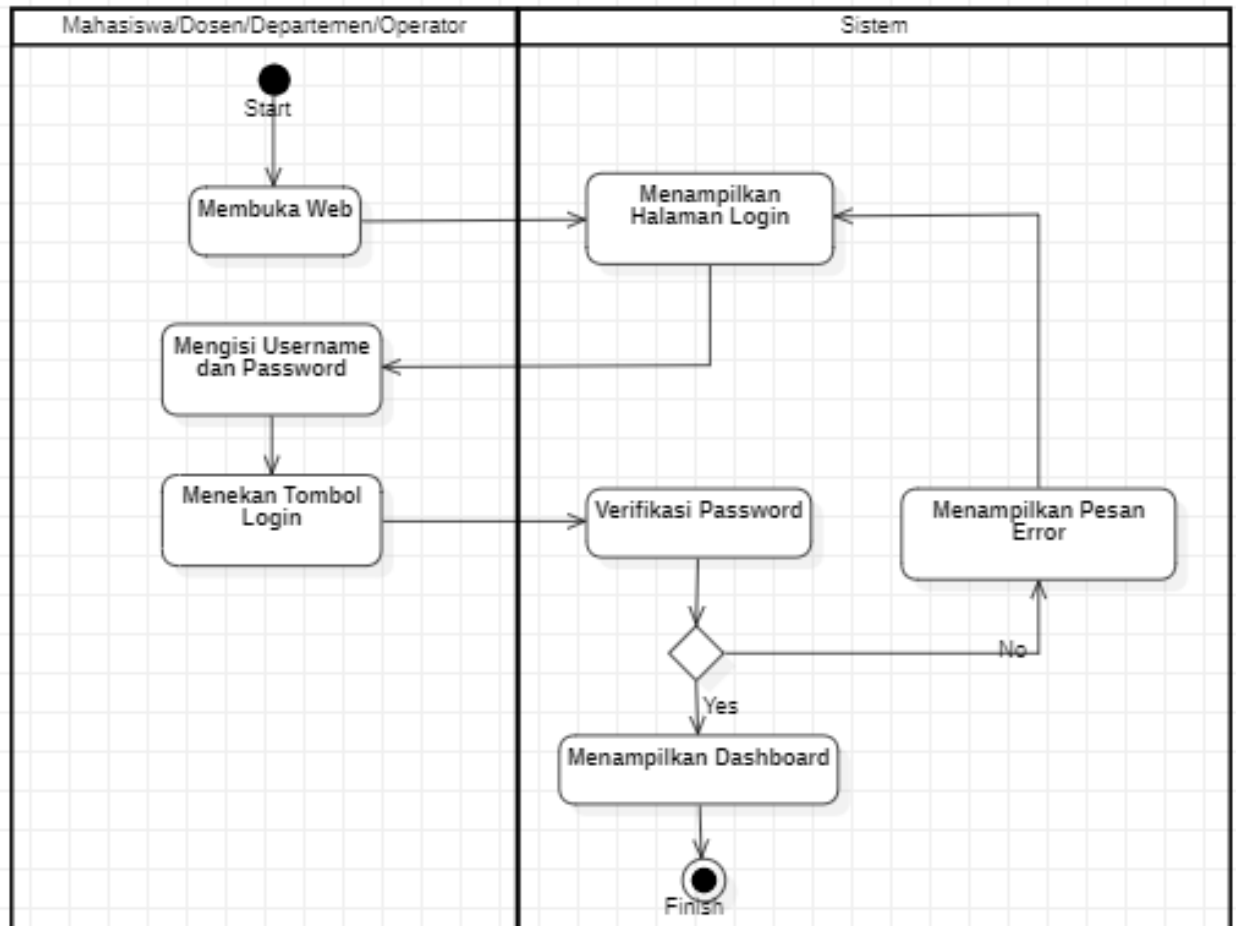 Mahasiswa/Dosen/Departemen/Operator
Sistem
Start
Membuka Web
Menampilkan
Halaman Login
Mengisi Username
dan Password
Menekan Tombol
Login
Verifikasi Password
Menampilkan Pesan
Error
No
Yes
Menampilkan Dashboard
Finish